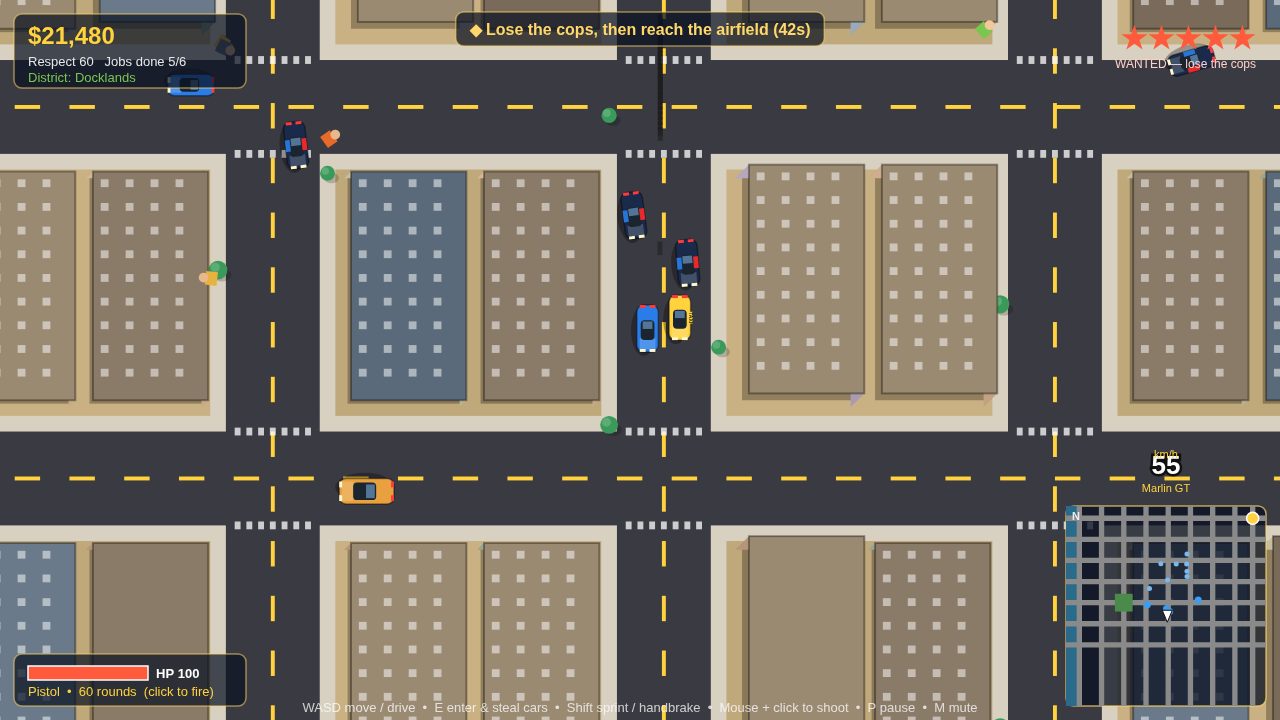 $21,480
Respect 60   Jobs done 5/6
District: Docklands
◆ Lose the cops, then reach the airfield (42s)
★★★★★
WANTED — lose the cops
km/h
55
Marlin GT
N
HP 100
Pistol  •  60 rounds  (click to fire)
WASD move / drive  •  E enter & steal cars  •  Shift sprint / handbrake  •  Mouse + click to shoot  •  P pause  •  M mute